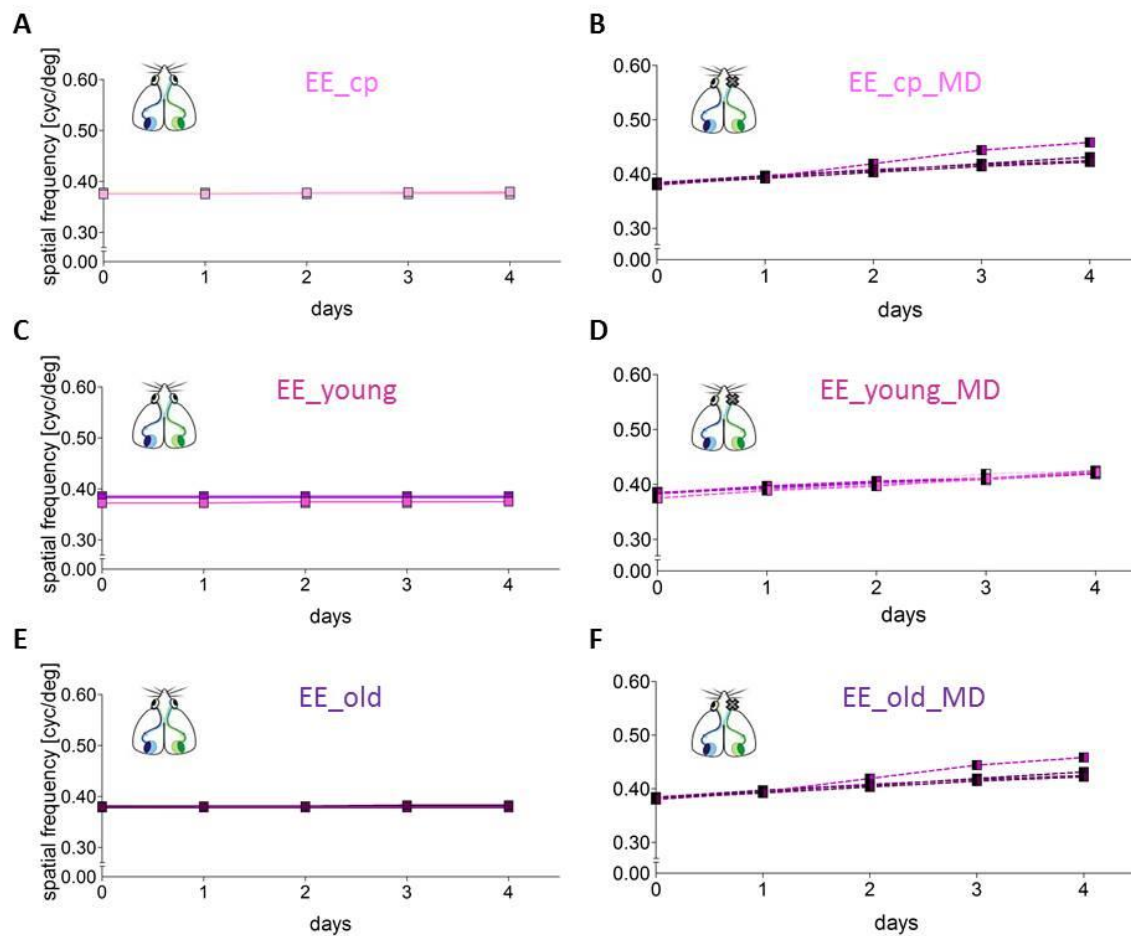 A
EE_cp
spatial frequency [cyc/deg]
0.60
0.50
0.40
0.30
0.00
0 1 2 3 4
days
B
EE_cp_MD
0.60
0.50
0.40
0.30
0.00
0 1 2 3 4
days
C
EE_young
spatial frequency [cyc/deg]
0.60
0.50
0.40
0.30
0.00
0 1 2 3 4
days
D
EE_young_MD
0.60
0.50
0.40
0.30
0.00
0 1 2 3 4
days
E
EE_old
spatial frequency [cyc/deg]
0.60
0.50
0.40
0.30
0.00
0 1 2 3 4
days
F
EE_old_MD
0.60
0.50
0.40
0.30
0.00
0 1 2 3 4
days